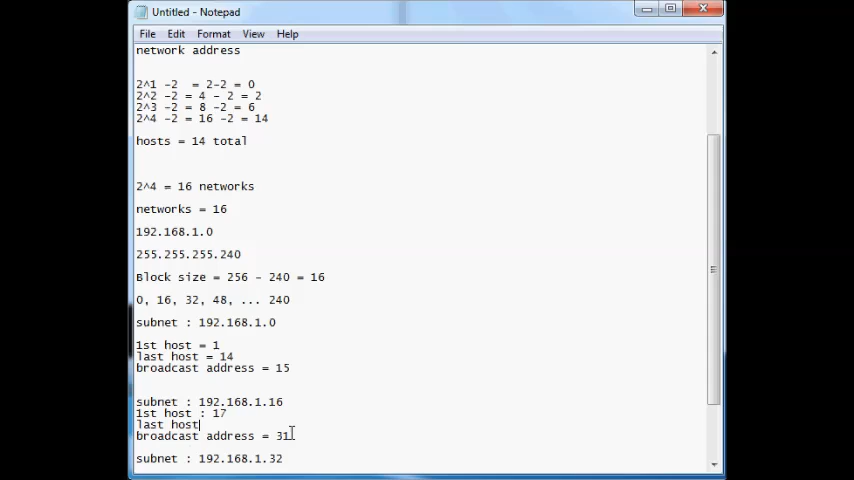 Untitled - Notepad
File Edit Format View Help
network address
2^1 -2  = 2-2 = 0
2^2 -2 = 4 - 2 = 2
2^3 -2 = 8 -2 = 6
2^4 -2 = 16 -2 = 14
hosts = 14 total
2^4 = 16 networks
networks = 16
192.168.1.0
255.255.255.240
Block size = 256 - 240 = 16
0, 16, 32, 48, ... 240
subnet : 192.168.1.0
1st host = 1
last host = 14
broadcast address = 15
subnet : 192.168.1.16
1st host : 17
last host
broadcast address = 31
subnet : 192.168.1.32